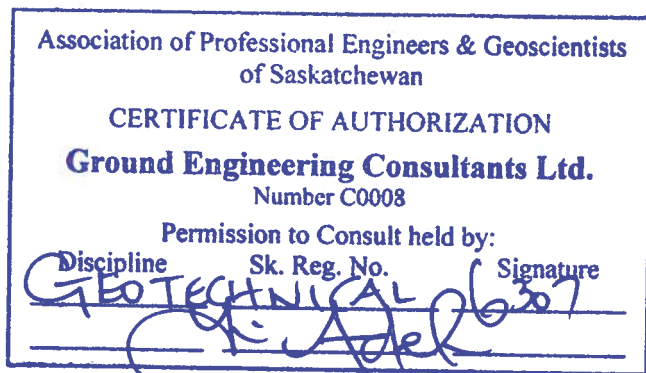 Association of Professional Engineers & Geoscientists
of Saskatchewan
CERTIFICATE OF AUTHORIZATION
Ground Engineering Consultants Ltd.
Number C0008
Permission to Consult held by:
Discipline Sk. Reg. No. Signature
GEOTECHNICAL 6307